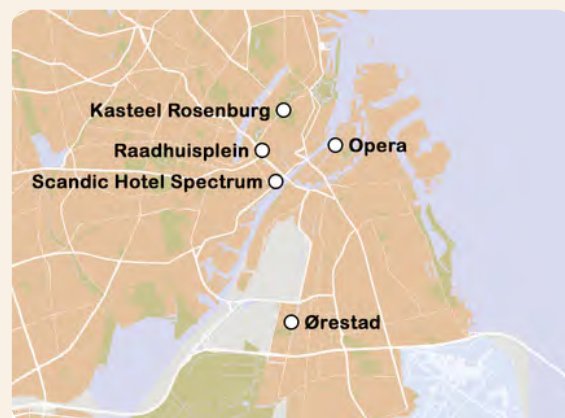 Kasteel Rosenburg
Raadhuisplein
Opera
Scandic Hotel Spectrum
Ørestad